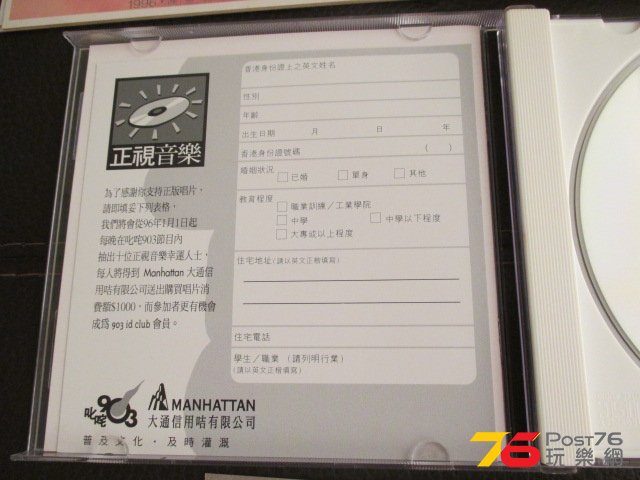 1996
正視音樂
為了感謝你支持正版唱片，
請即填妥下列表格，
我們將會從96年1月1日起
每晚在叱咤903節目內
抽出十位正視音樂幸運人士，
每人將得到 Manhattan 大通信
用咭有限公司送出購買唱片消
費額$1000，而參加者更有機會
成為 903 id club 會員。
叱咤903
MANHATTAN
大通信用咭有限公司
普及文化・及時灌溉
香港身份證上之英文姓名
性別
年齡
出生日期 月 日 年
香港身份證號碼 ( )
婚姻狀況 已婚 單身 其他
教育程度 職業訓練／工業學院
中學 中學以下程度
大專或以上程度
住宅地址 (請以英文正楷填寫)
住宅電話
學生／職業 (請列明行業)
(請以英文正楷填寫)
76 Post76
玩樂網